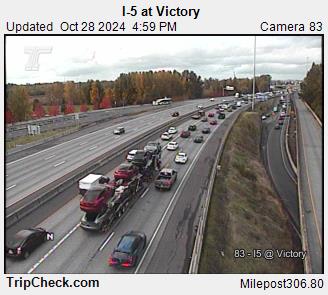 I-5 at Victory
Updated Oct 28 2024 4:59 PM Camera 83
TR
N
83 - I5 @ Victory
TripCheck.com Milepost306.80